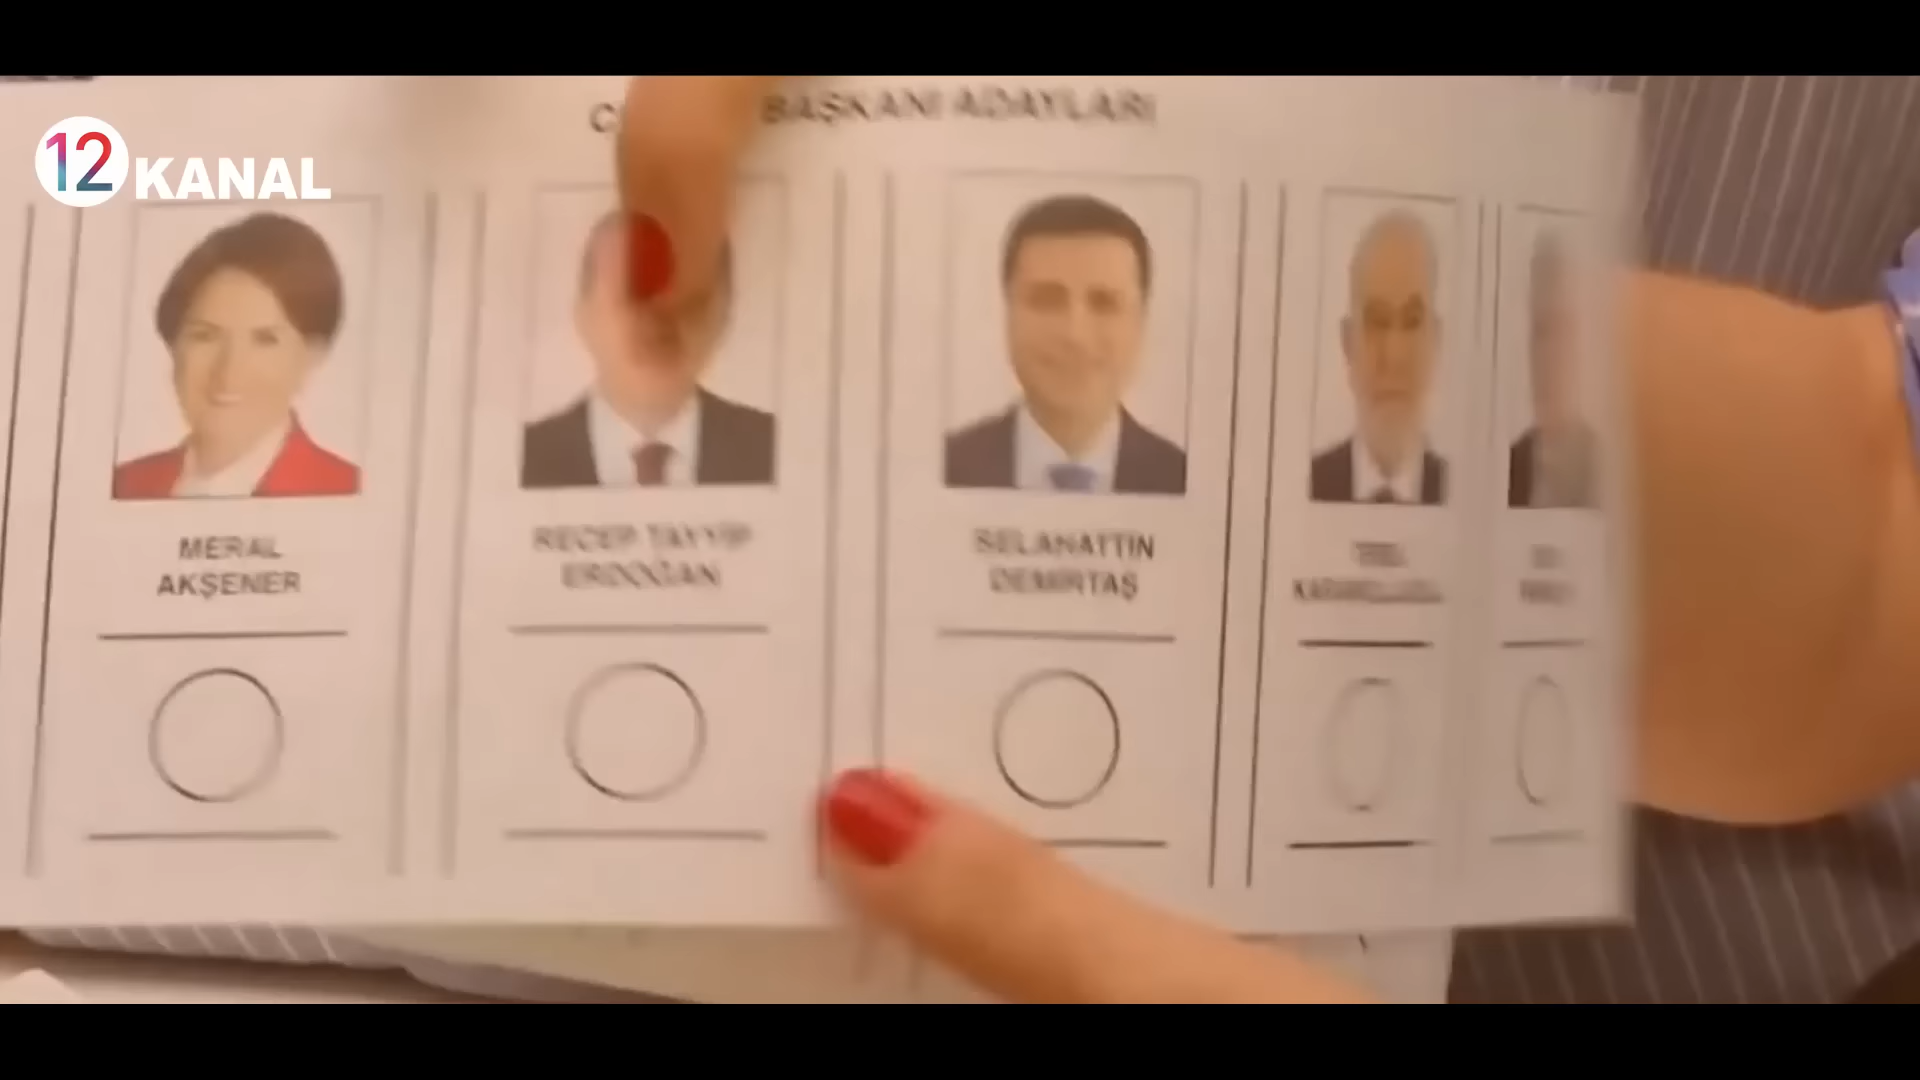 12 KANAL
BAŞKANI ADAYLARI
MERAL
AKŞENER
RECEP TAYYİP
ERDOĞAN
SELAHATTİN
DEMİRTAŞ